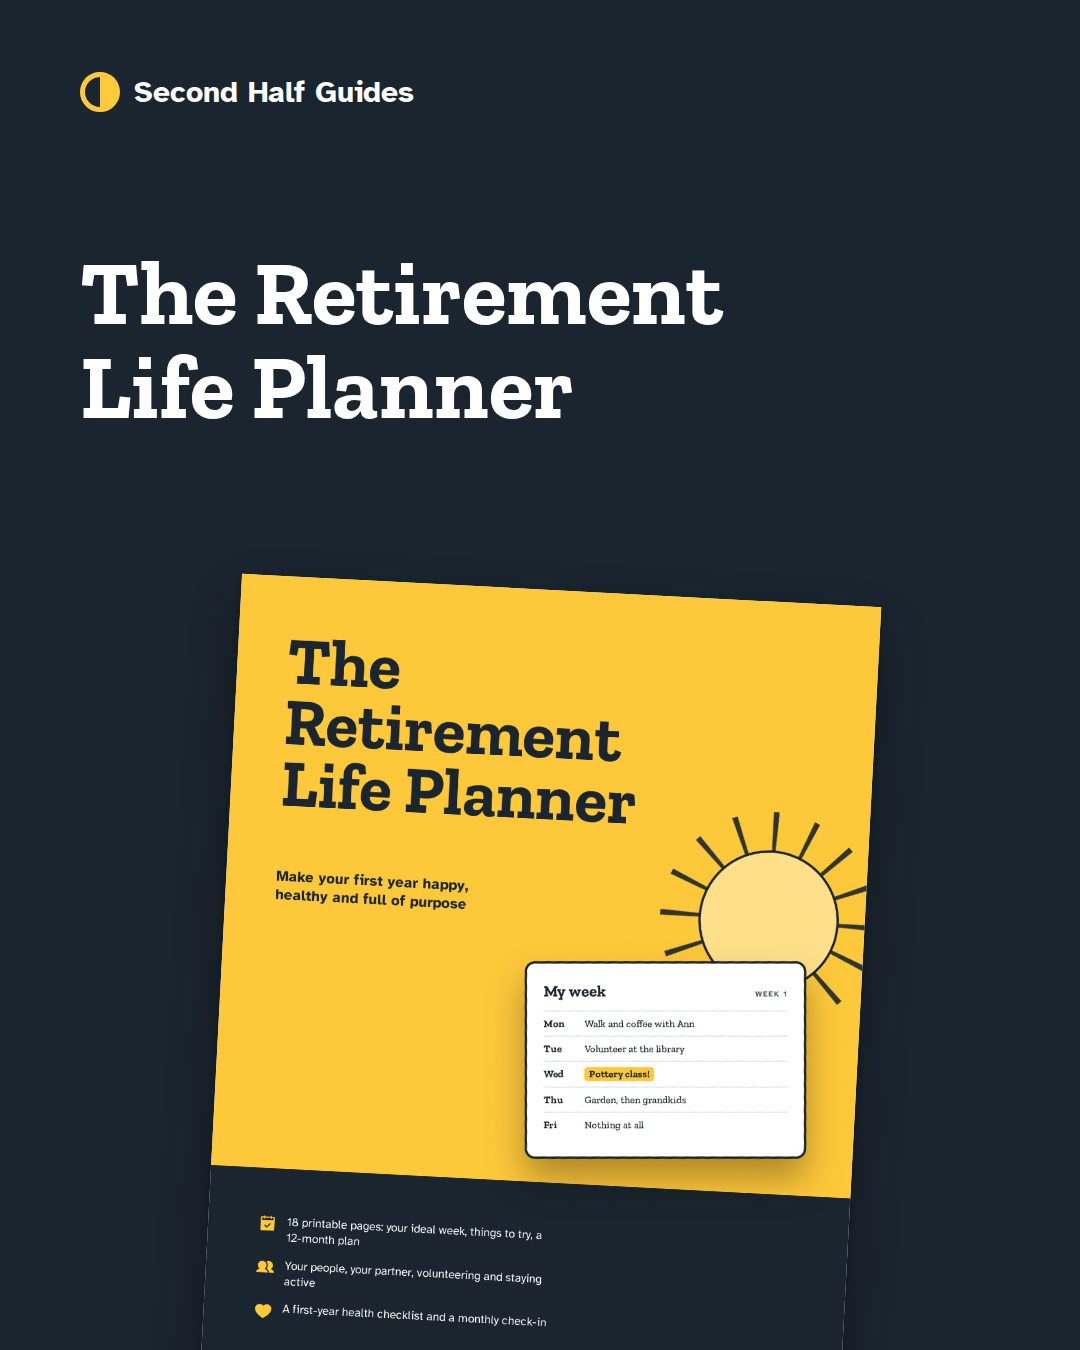 Second Half Guides
The Retirement
Life Planner
The
Retirement
Life Planner
Make your first year happy,
healthy and full of purpose
My week WEEK 1
Mon Walk and coffee with Ann
Tue Volunteer at the library
Wed Pottery class!
Thu Garden, then grandkids
Fri Nothing at all
18 printable pages: your ideal week, things to try, a
12-month plan
Your people, your partner, volunteering and staying
active
A first-year health checklist and a monthly check-in